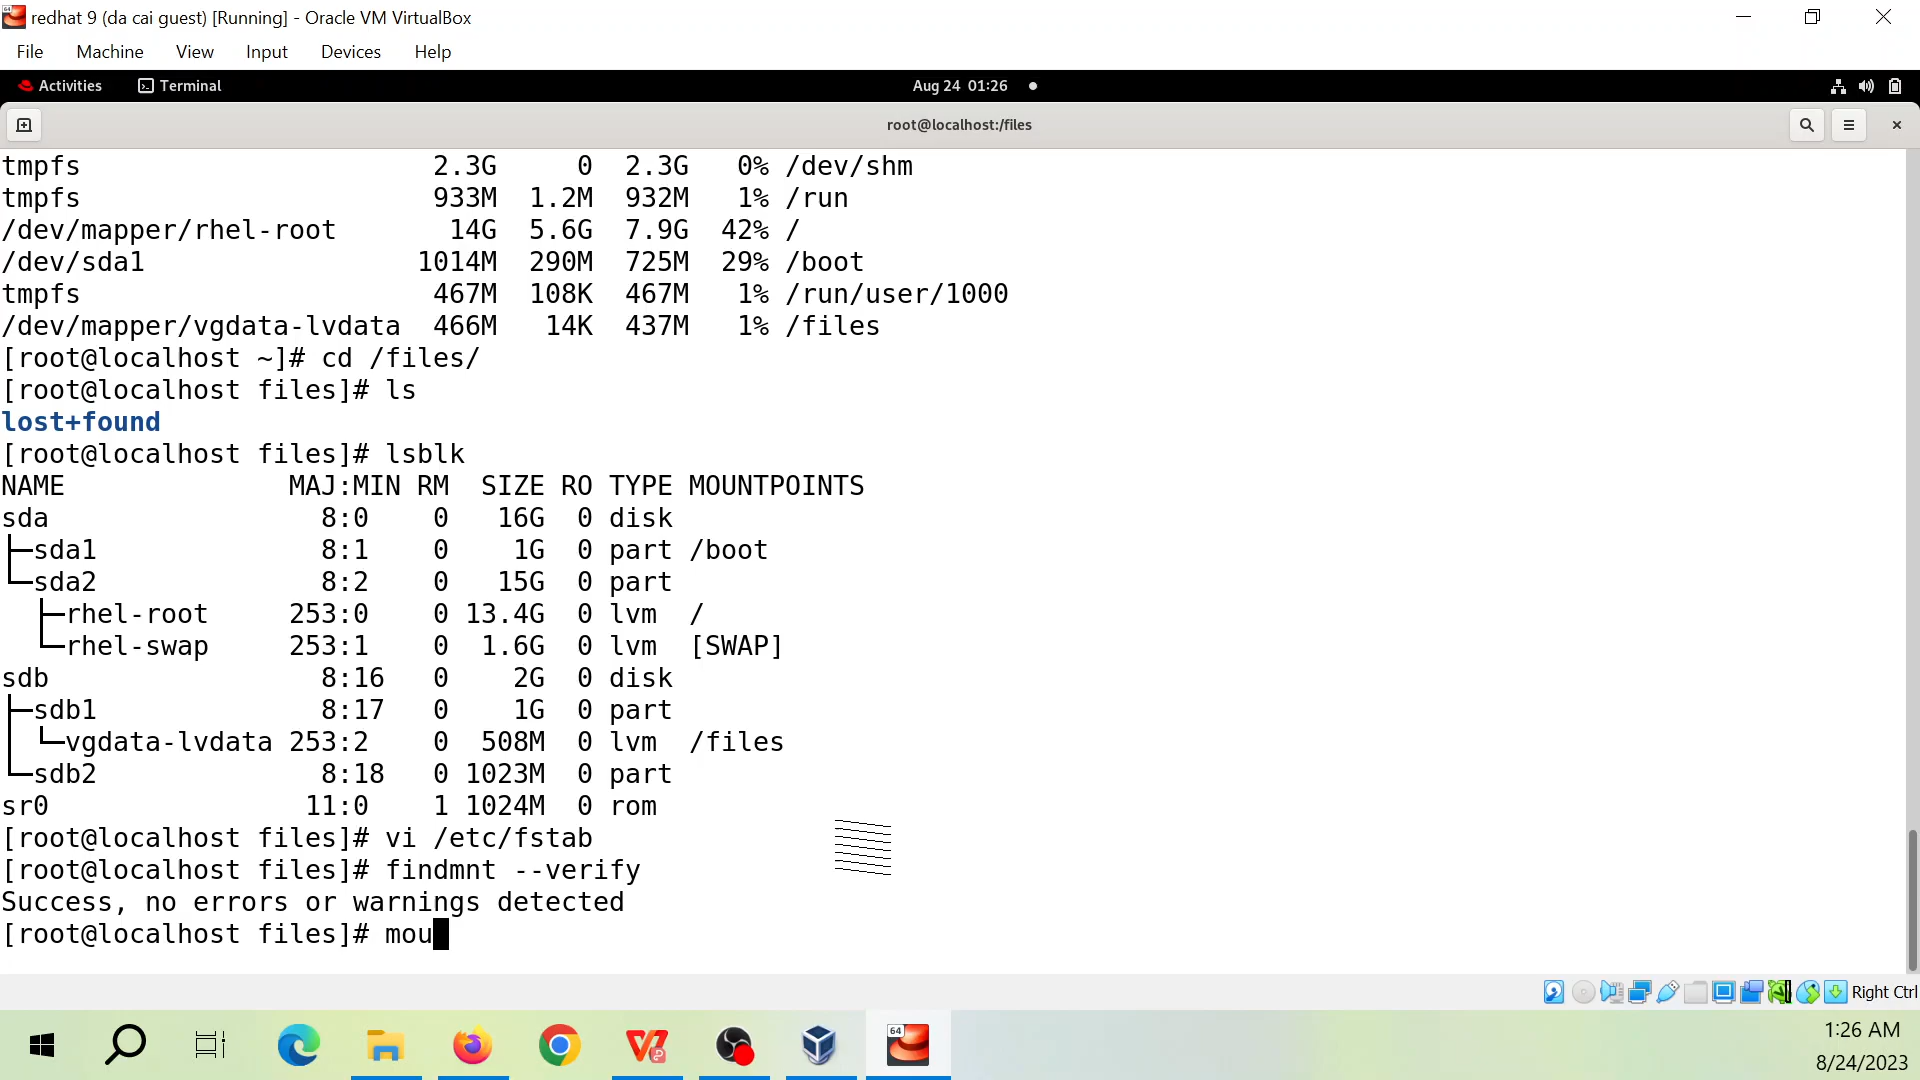 redhat 9 (da cai guest) [Running] - Oracle VM VirtualBox
File Machine View Input Devices Help
Activities Terminal Aug 24 01:26
root@localhost:/files
tmpfs 2.3G 0 2.3G 0% /dev/shm
tmpfs 933M 1.2M 932M 1% /run
/dev/mapper/rhel-root 14G 5.6G 7.9G 42% /
/dev/sda1 1014M 290M 725M 29% /boot
tmpfs 467M 108K 467M 1% /run/user/1000
/dev/mapper/vgdata-lvdata 466M 14K 437M 1% /files
[root@localhost ~]# cd /files/
[root@localhost files]# ls
lost+found
[root@localhost files]# lsblk
NAME MAJ:MIN RM SIZE RO TYPE MOUNTPOINTS
sda 8:0 0 16G 0 disk
├─sda1 8:1 0 1G 0 part /boot
└─sda2 8:2 0 15G 0 part
├─rhel-root 253:0 0 13.4G 0 lvm /
└─rhel-swap 253:1 0 1.6G 0 lvm [SWAP]
sdb 8:16 0 2G 0 disk
├─sdb1 8:17 0 1G 0 part
│ └─vgdata-lvdata 253:2 0 508M 0 lvm /files
└─sdb2 8:18 0 1023M 0 part
sr0 11:0 1 1024M 0 rom
[root@localhost files]# vi /etc/fstab
[root@localhost files]# findmnt --verify
Success, no errors or warnings detected
[root@localhost files]# mou
Right Ctrl
64
1:26 AM
8/24/2023